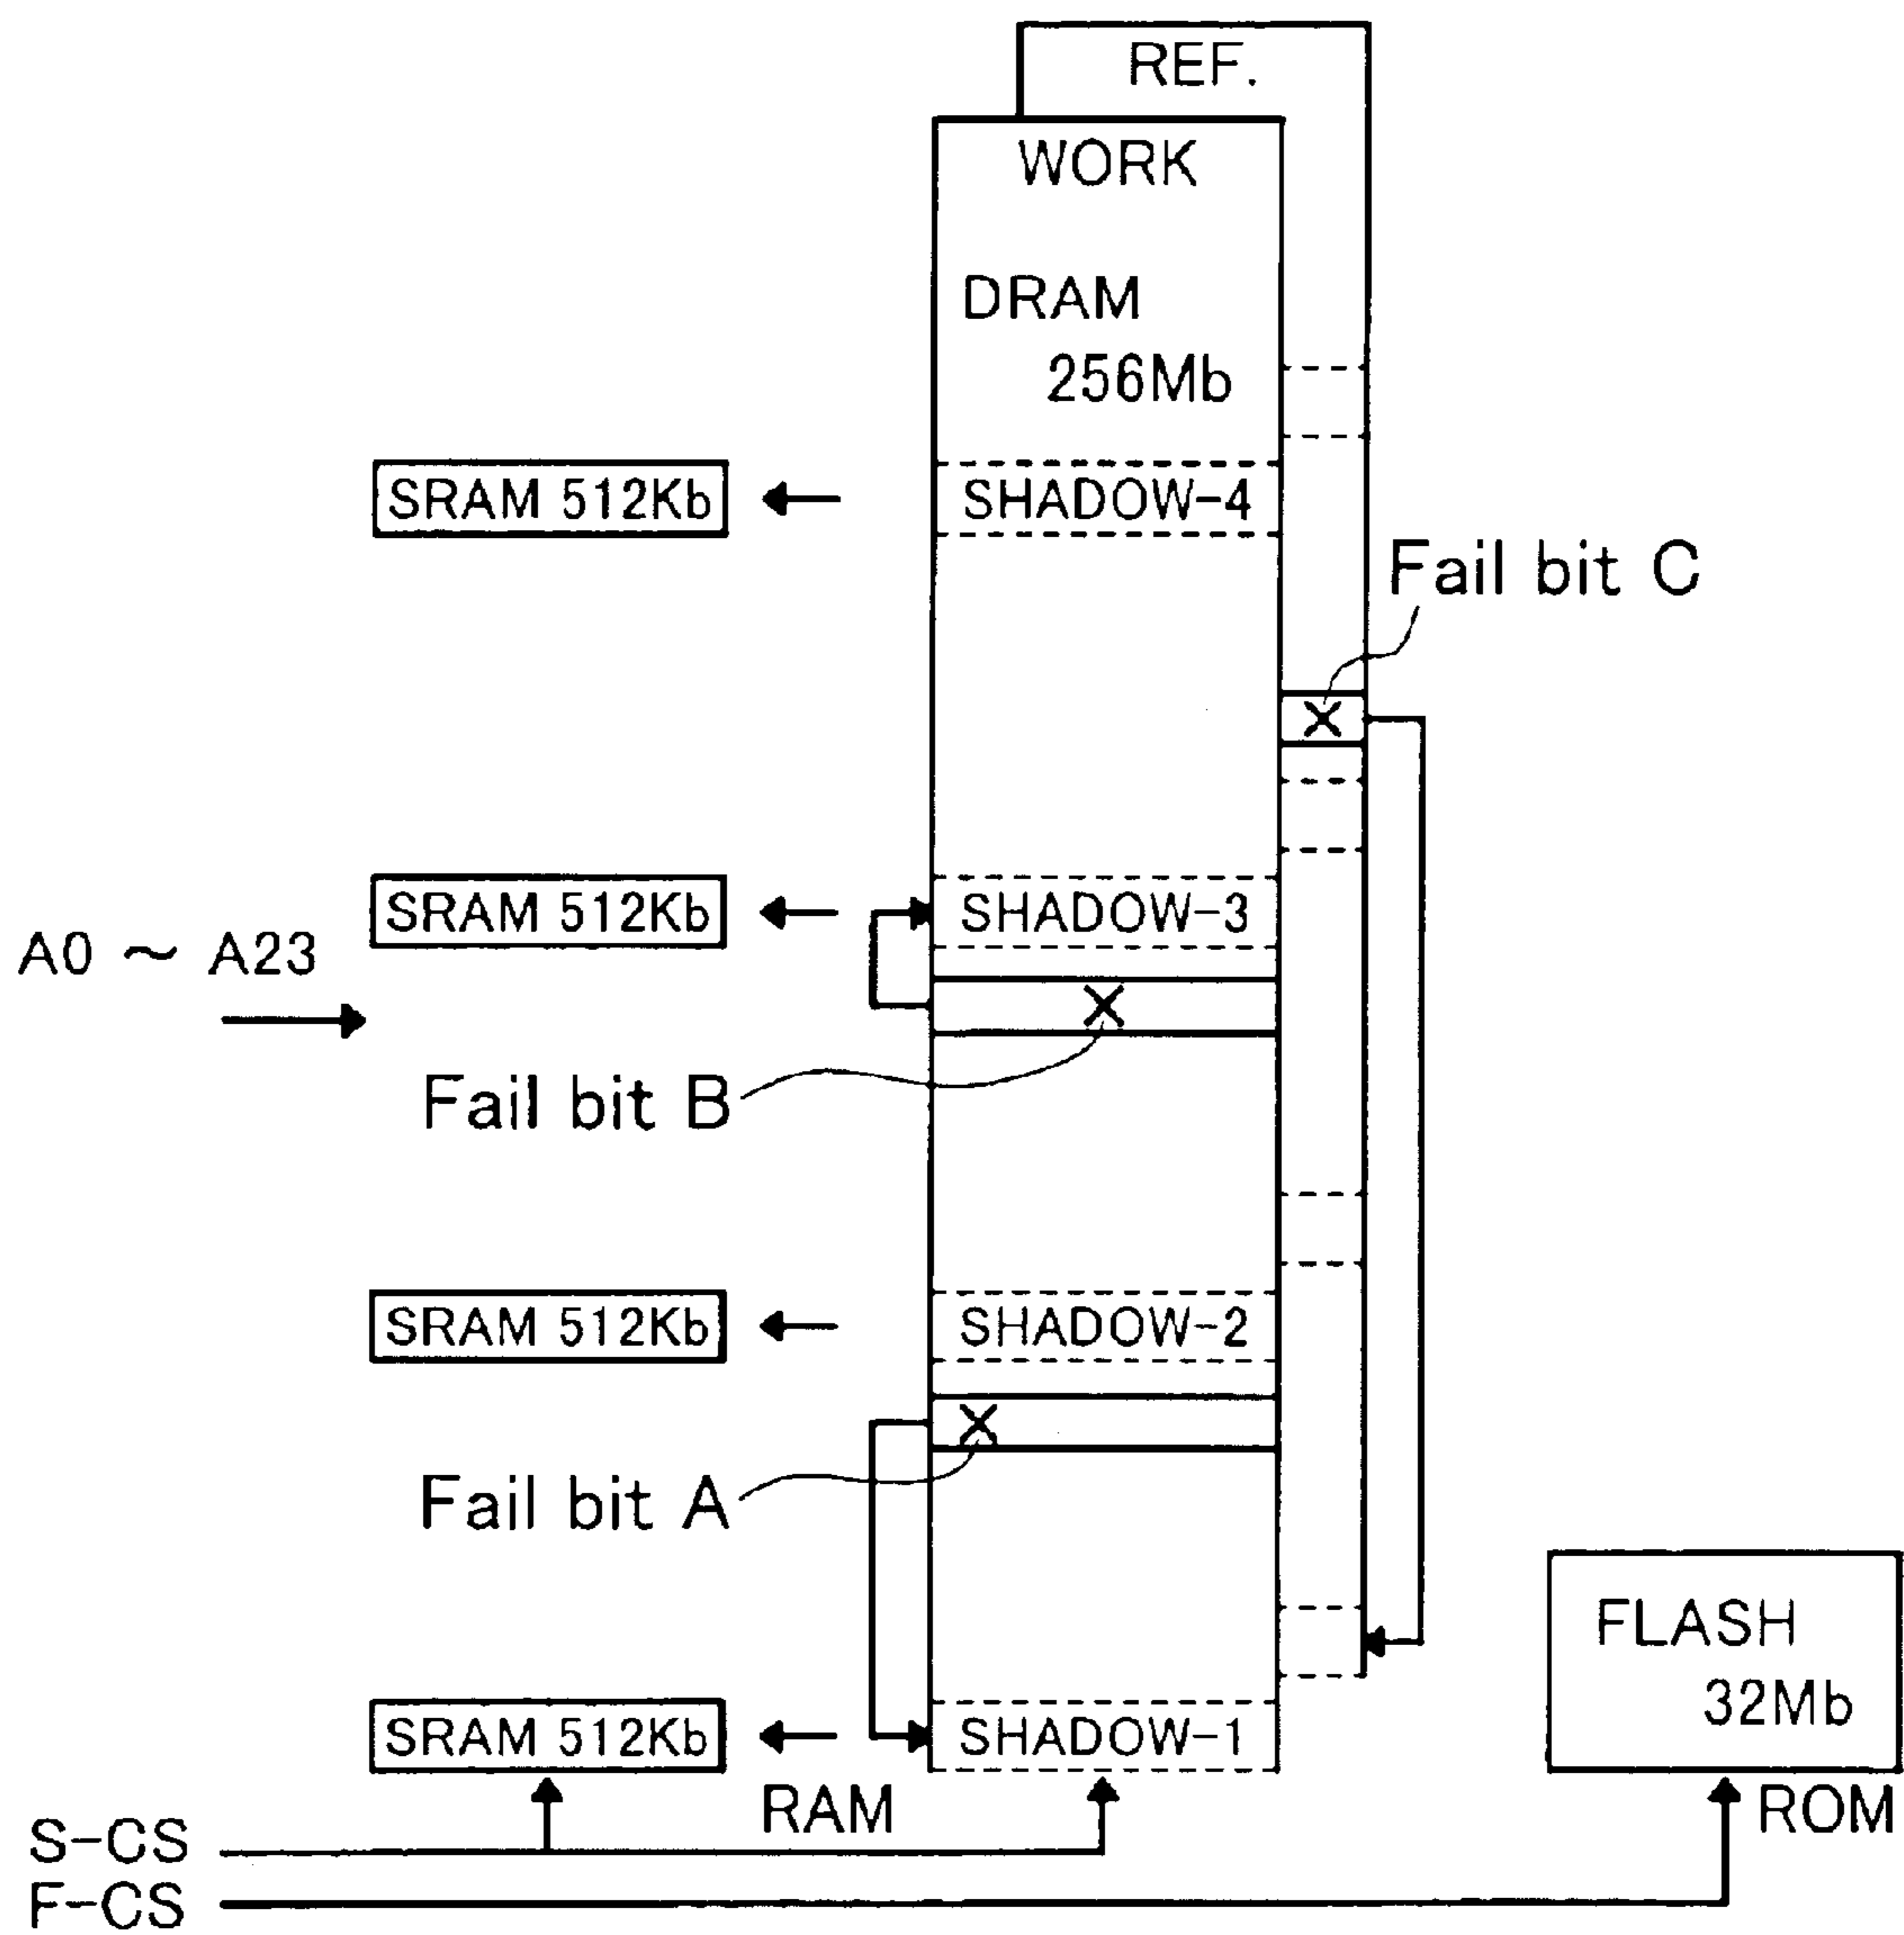 REF.
WORK
DRAM
256Mb
SRAM 512Kb
SHADOW-4
Fail bit C
SRAM 512Kb
SHADOW-3
A0 ~ A23
Fail bit B
SRAM 512Kb
SHADOW-2
Fail bit A
FLASH
32Mb
SRAM 512Kb
SHADOW-1
RAM
ROM
S-CS
F-CS